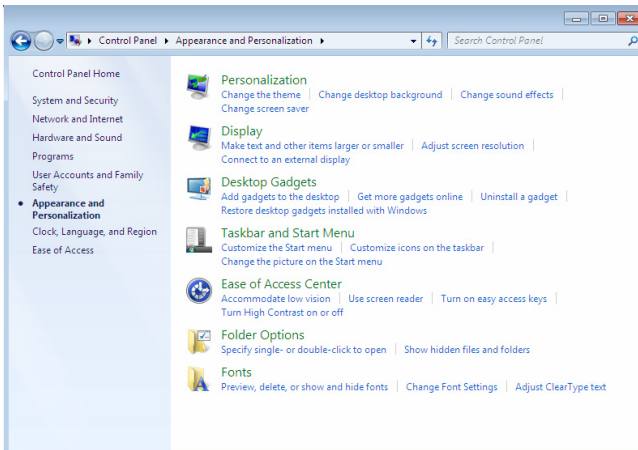 Control Panel Appearance and Personalization Search Control Panel
Control Panel Home
System and Security
Network and Internet
Hardware and Sound
Programs
User Accounts and Family
Safety
Appearance and
Personalization
Clock, Language, and Region
Ease of Access
Personalization
Change the theme Change desktop background Change sound effects
Change screen saver
Display
Make text and other items larger or smaller Adjust screen resolution
Connect to an external display
Desktop Gadgets
Add gadgets to the desktop Get more gadgets online Uninstall a gadget
Restore desktop gadgets installed with Windows
Taskbar and Start Menu
Customize the Start menu Customize icons on the taskbar
Change the picture on the Start menu
Ease of Access Center
Accommodate low vision Use screen reader Turn on easy access keys
Turn High Contrast on or off
Folder Options
Specify single- or double-click to open Show hidden files and folders
Fonts
Preview, delete, or show and hide fonts Change Font Settings Adjust ClearType text